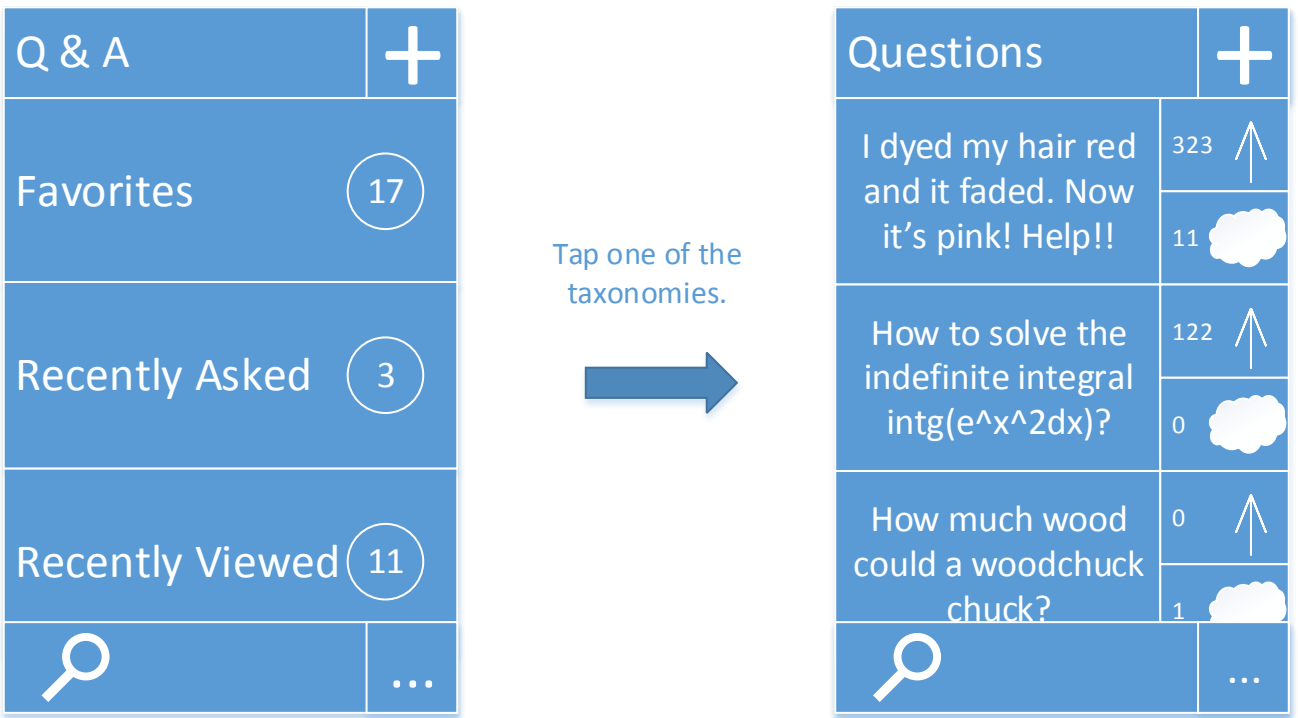 Q & A
+
Favorites
17
Recently Asked
3
Recently Viewed
11
...
Tap one of the
taxonomies.
Questions
+
I dyed my hair red
and it faded. Now
it's pink! Help!!
323
11
How to solve the
indefinite integral
intg(e^x^2dx)?
122
0
How much wood
could a woodchuck
chuck?
0
1
...